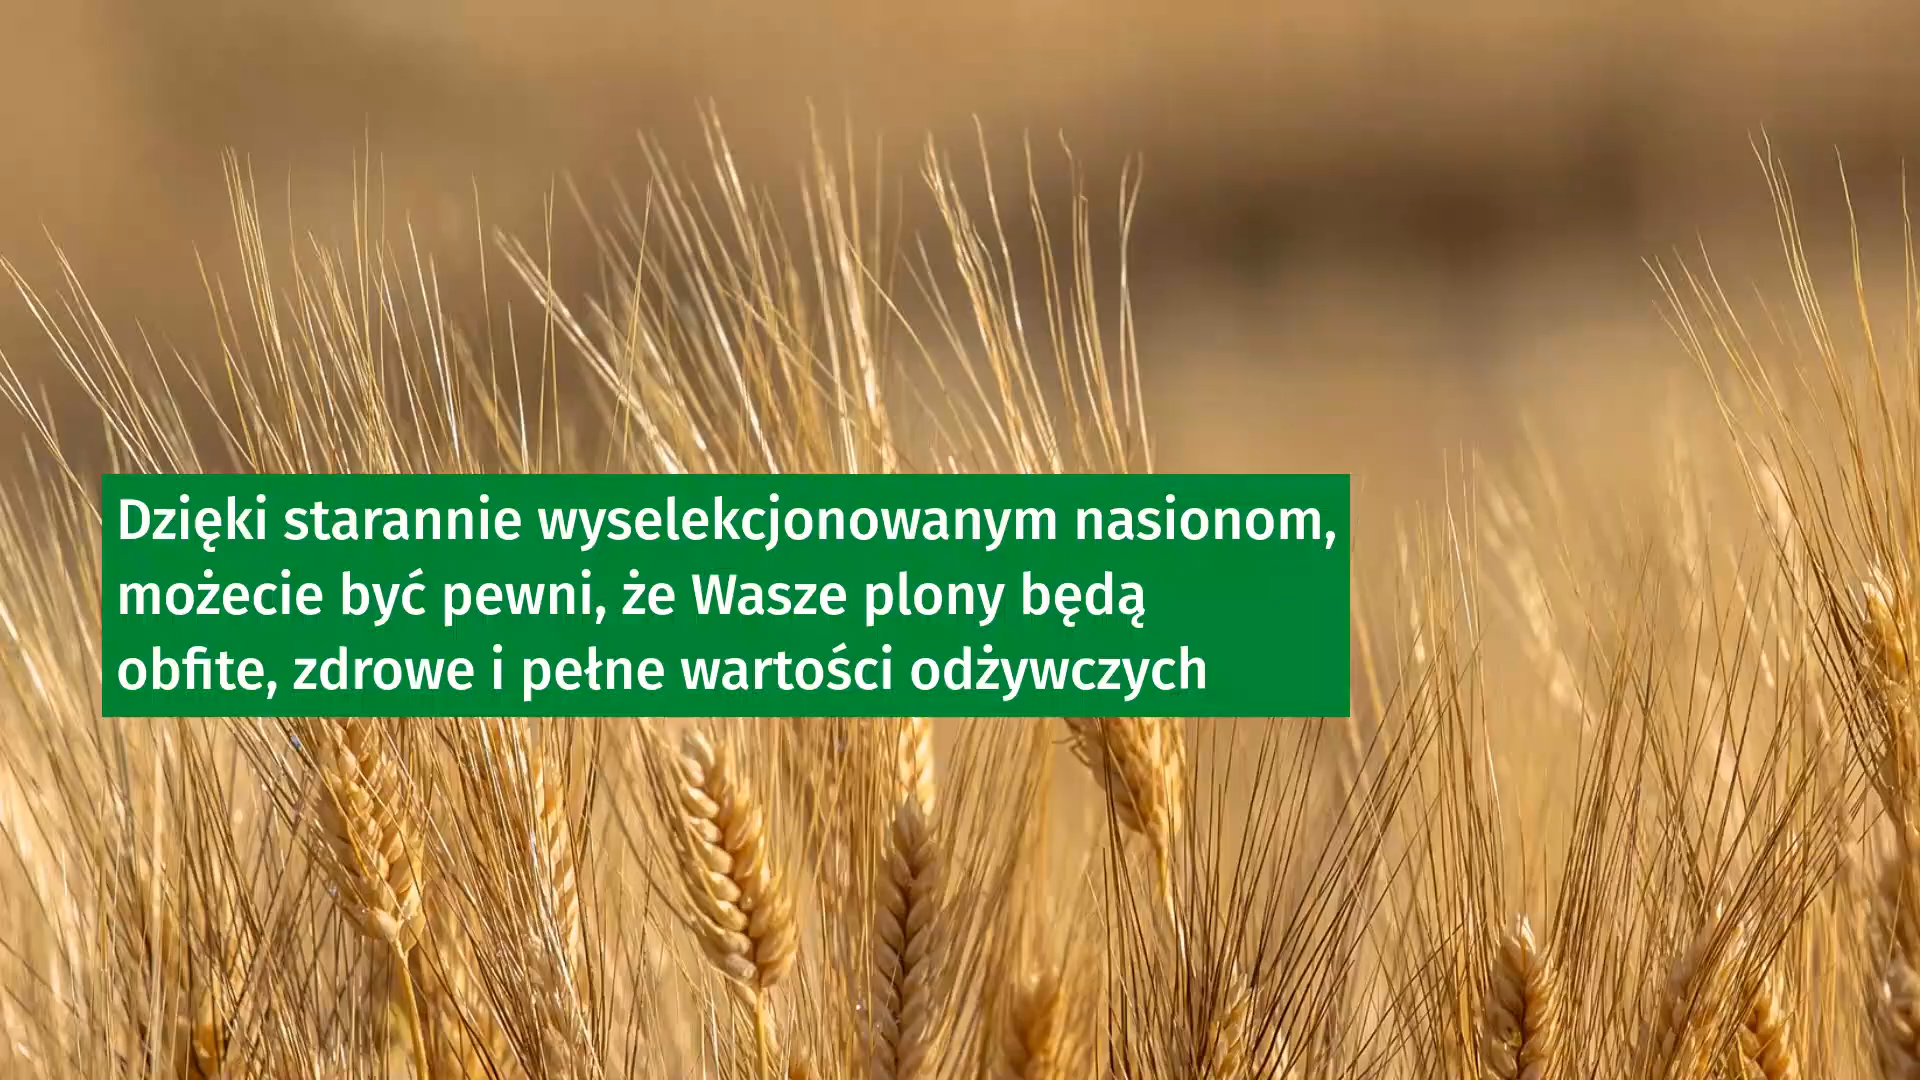 Dzięki starannie wyselekcjonowanym nasionom,
możecie być pewni, że Wasze plony będą
obfite, zdrowe i pełne wartości odżywczych